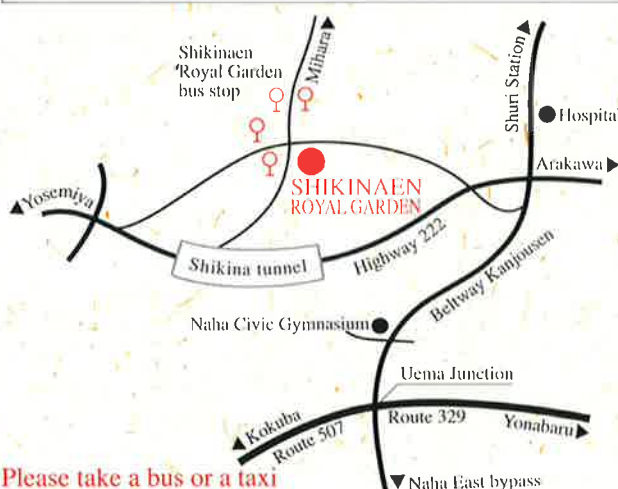 Shikinaen
Royal Garden
bus stop
Mihara▲
Shuri Station▲
Hospital
Arakawa ▶
◀Yosemiya
SHIKINAEN
ROYAL GARDEN
Shikina tunnel
Highway 222
Beltway Kanjousen
Naha Civic Gymnasium
Uema Junction
◀Kokuba
Route 507
Route 329
Yonabaru▶
Please take a bus or a taxi
▼Naha East bypass